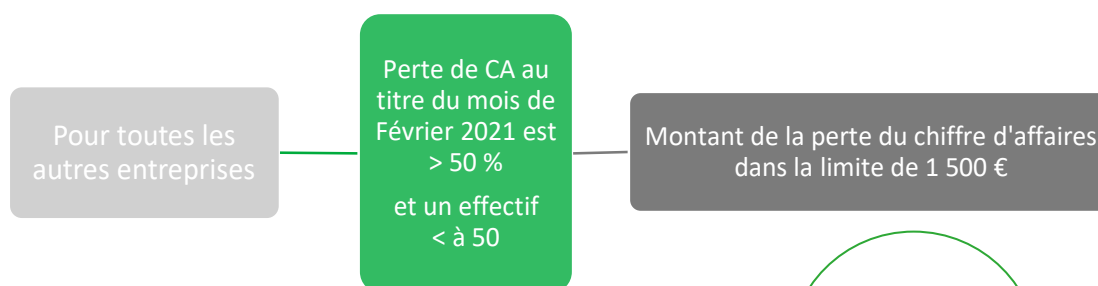 Pour toutes les
autres entreprises
Perte de CA au
titre du mois de
Février 2021 est
> 50 %
et un effectif
< à 50
Montant de la perte du chiffre d'affaires
dans la limite de 1 500 €